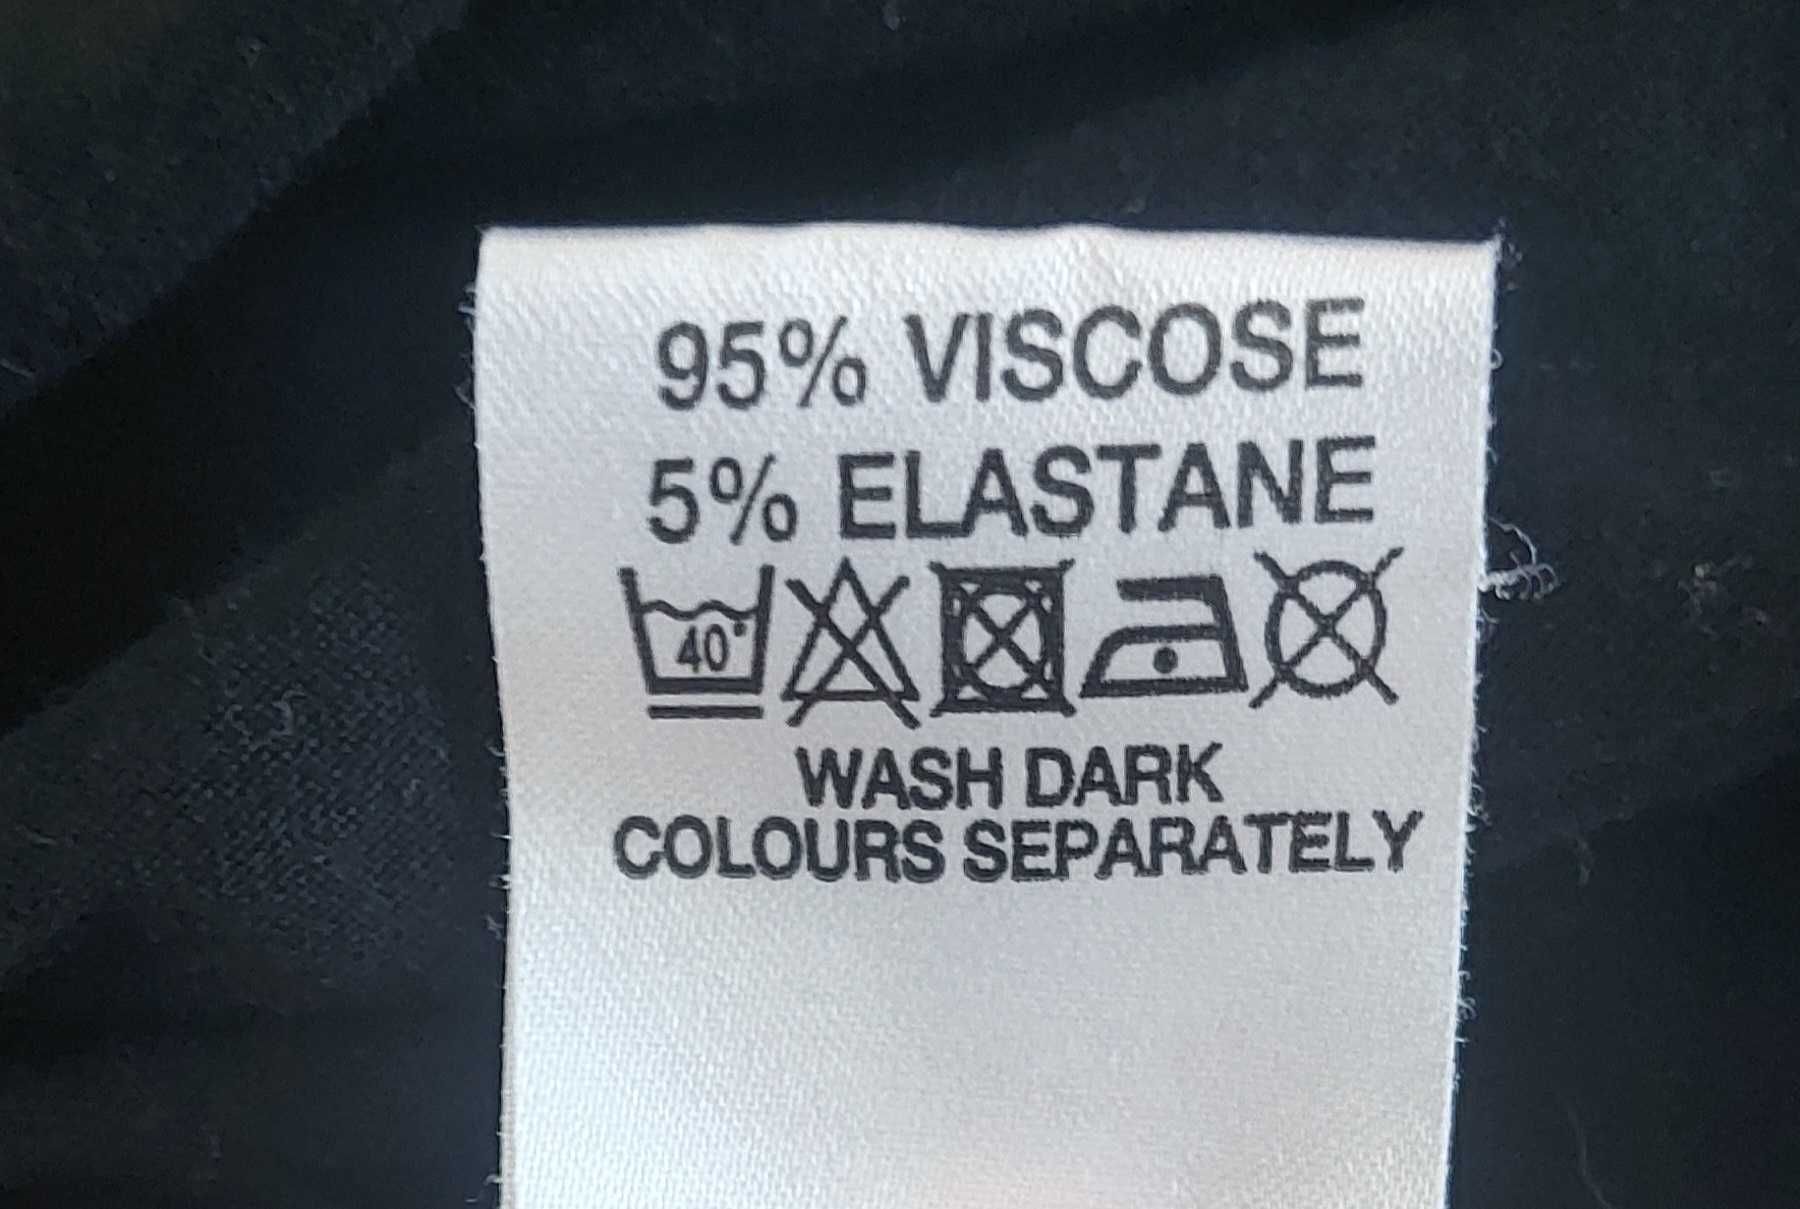 95% VISCOSE
5% ELASTANE
40°
WASH DARK
COLOURS SEPARATELY